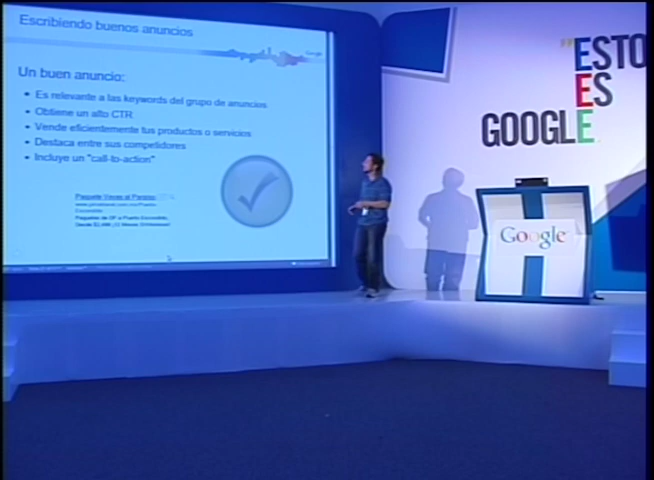 Escribiendo buenos anuncios
Google
Un buen anuncio:
• Es relevante a las keywords del grupo de anuncios
• Obtiene un alto CTR
• Vende eficientemente tus productos o servicios
• Destaca entre sus competidores
• Incluye un "call-to-action"
"ESTO
ES
GOOGLE
Google